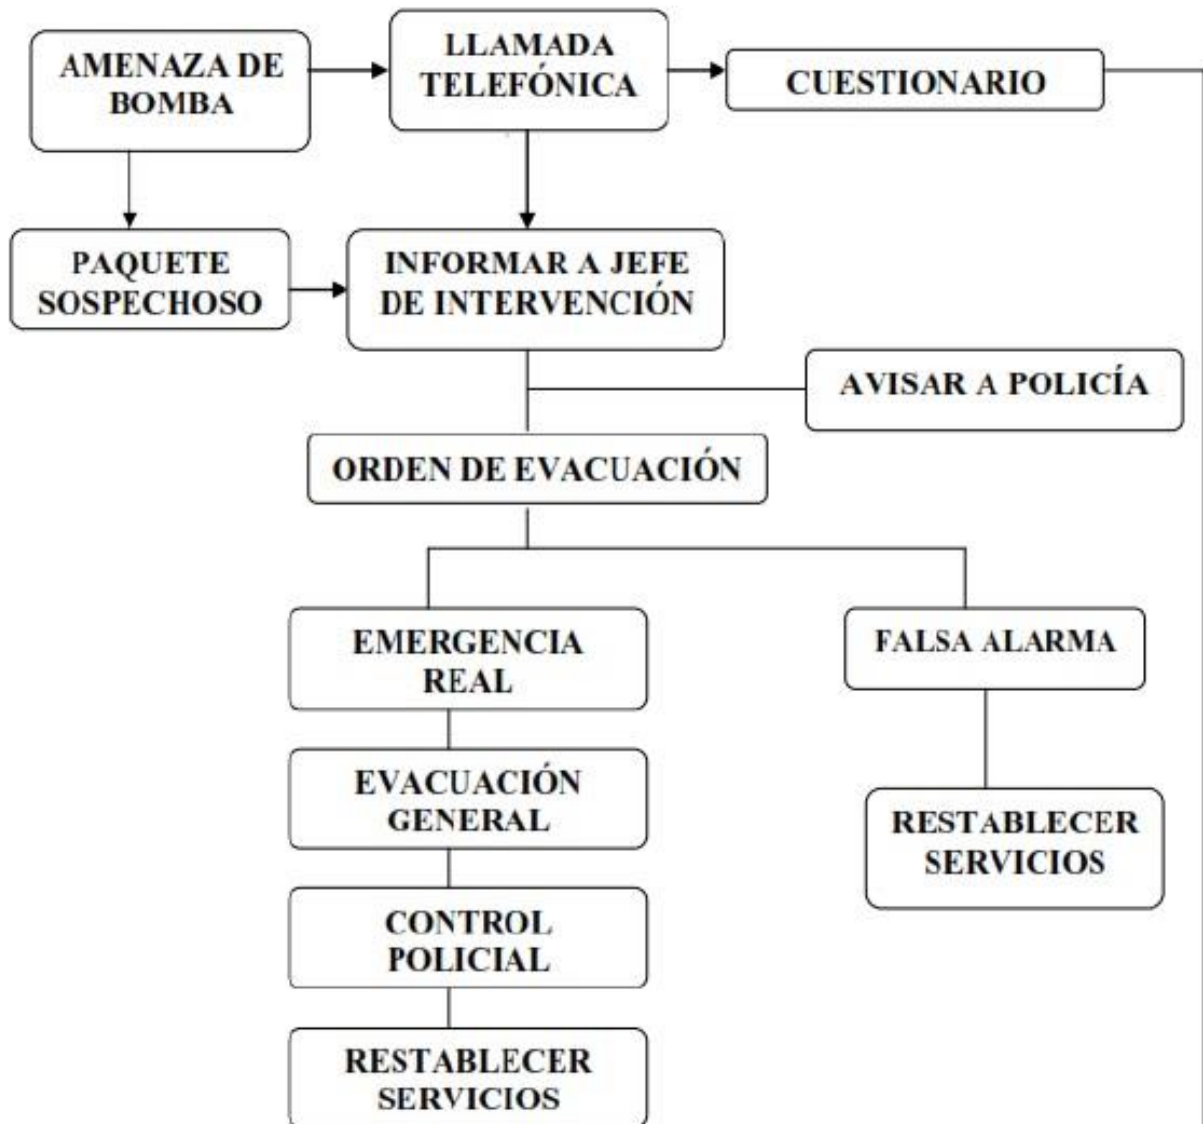 AMENAZA DE
BOMBA
LLAMADA
TELEFÓNICA
CUESTIONARIO
PAQUETE
SOSPECHOSO
INFORMAR A JEFE
DE INTERVENCIÓN
AVISAR A POLICÍA
ORDEN DE EVACUACIÓN
EMERGENCIA
REAL
FALSA ALARMA
EVACUACIÓN
GENERAL
RESTABLECER
SERVICIOS
CONTROL
POLICIAL
RESTABLECER
SERVICIOS